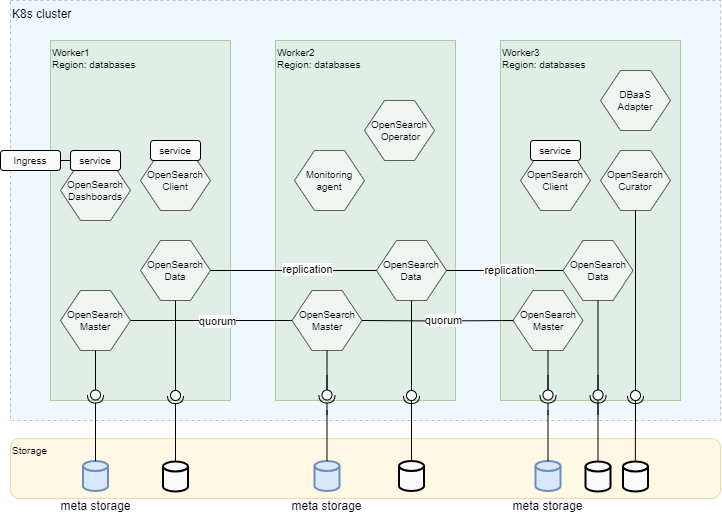 K8s cluster
Worker1
Region: databases
Worker2
Region: databases
Worker3
Region: databases
DBaaS
Adapter
OpenSearch
Operator
Ingress
service
service
service
OpenSearch
Dashboards
OpenSearch
Client
Monitoring
agent
OpenSearch
Client
OpenSearch
Curator
OpenSearch
Data
replication
OpenSearch
Data
replication
OpenSearch
Data
OpenSearch
Master
quorum
OpenSearch
Master
quorum
OpenSearch
Master
Storage
meta storage
meta storage
meta storage